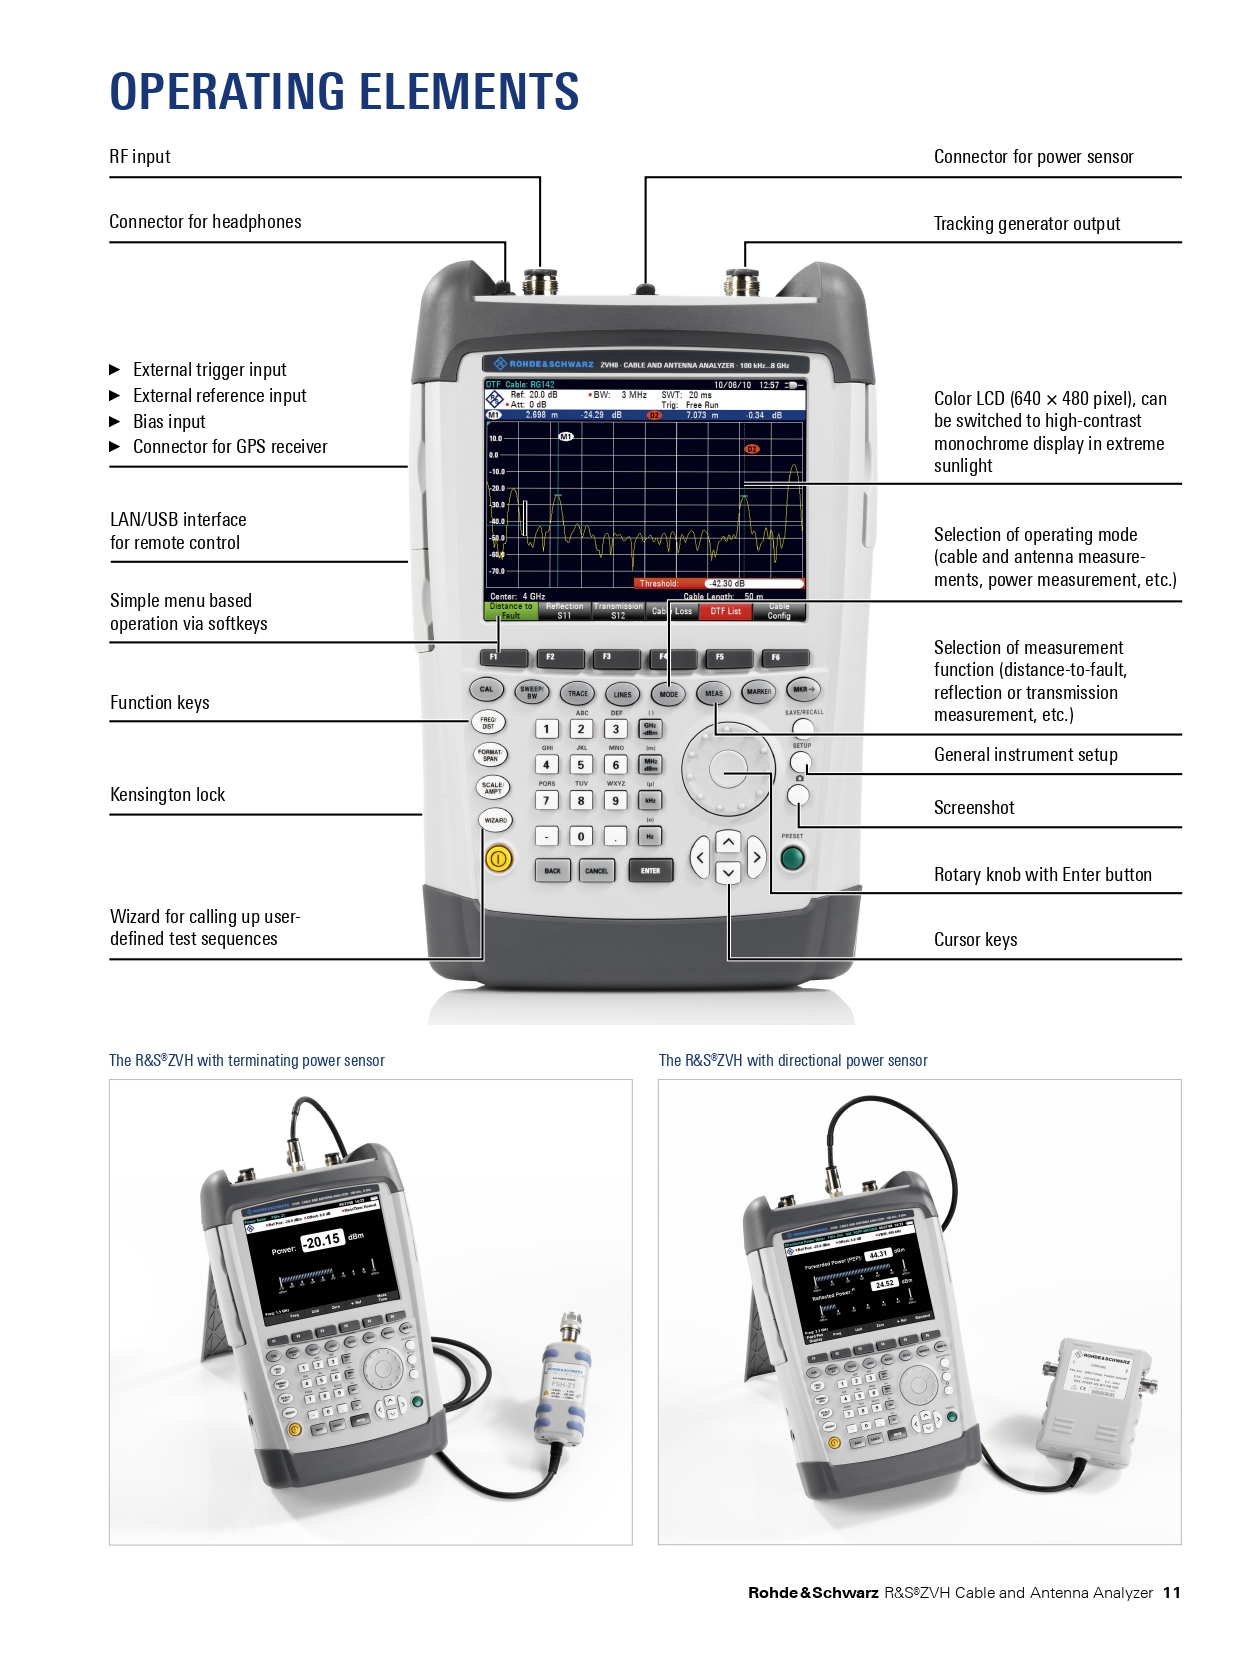 OPERATING ELEMENTS
RF input
Connector for headphones
► External trigger input
► External reference input
► Bias input
► Connector for GPS receiver
LAN/USB interface
for remote control
Simple menu based
operation via softkeys
Function keys
Kensington lock
Wizard for calling up user-
defined test sequences
Connector for power sensor
Tracking generator output
Color LCD (640 × 480 pixel), can
be switched to high-contrast
monochrome display in extreme
sunlight
Selection of operating mode
(cable and antenna measure-
ments, power measurement, etc.)
Selection of measurement
function (distance-to-fault,
reflection or transmission
measurement, etc.)
General instrument setup
Screenshot
Rotary knob with Enter button
Cursor keys
ROHDE&SCHWARZ ZVH8 · CABLE AND ANTENNA ANALYZER · 100 kHz...8 GHz
DTF Cable: RG142 10/06/10 12:57
Ref: 20.0 dB • BW: 3 MHz SWT: 20 ms
• Att: 0 dB Trig: Free Run
M1 2.698 m -24.29 dB D2 7.073 m -0.34 dB
M1
D2
10.0
0.0
-10.0
-20.0
-30.0
-40.0
-50.0
-60.0
-70.0
Threshold: -42.30 dB
Center: 4 GHz Cable Length: 50 m
Distance to Fault
Reflection S11
Transmission S12
Cable Loss
DTF List
Cable Config
F1 F2 F3 F4 F5 F6
CAL SWEEP/BW TRACE LINES MODE MEAS MARKER MKR→
FREQ/DIST
FORMAT/SPAN
SCALE/AMPT
WIZARD
ABC DEF ( )
1 2 3 GHz -dBm
GHI JKL MNO (m)
4 5 6 MHz dBm
PQRS TUV WXYZ (µ)
7 8 9 kHz
(n)
- 0 . Hz
BACK CANCEL ENTER
SAVE/RECALL
SETUP
PRESET
The R&S®ZVH with terminating power sensor
Power: -20.15 dBm
ROHDE&SCHWARZ
FSH-Z1
The R&S®ZVH with directional power sensor
Forwarded Power (PEP): 44.31 dBm
Reflected Power: 24.52 dBm
ROHDE&SCHWARZ
Rohde&Schwarz R&S®ZVH Cable and Antenna Analyzer 11